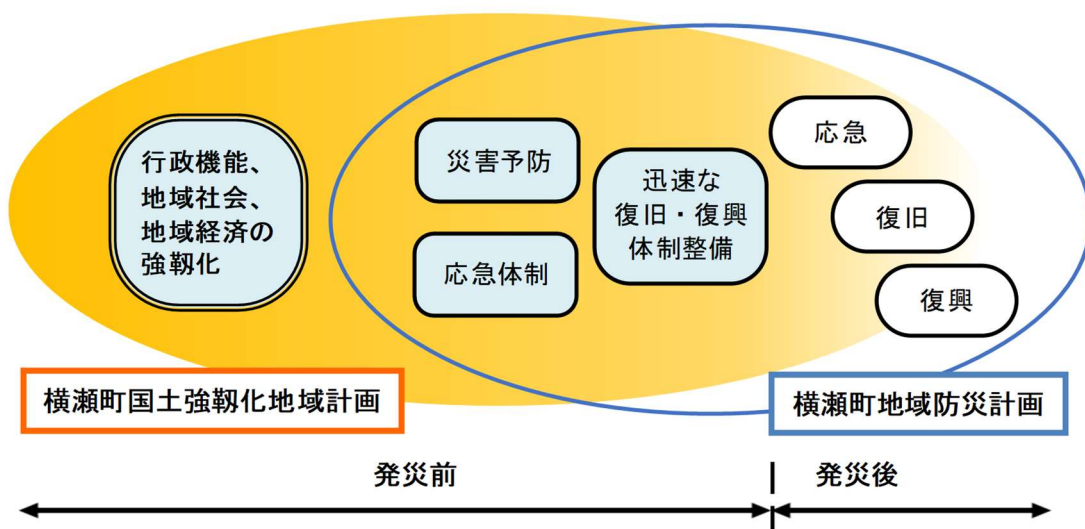 行政機能、
地域社会、
地域経済の
強靱化
災害予防
応急体制
迅速な
復旧・復興
体制整備
応急
復旧
復興
横瀬町国土強靱化地域計画
横瀬町地域防災計画
発災前
発災後